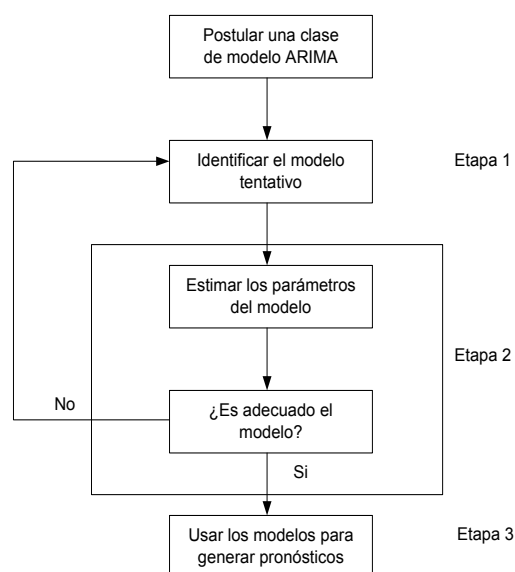 Postular una clase
de modelo ARIMA
Identificar el modelo
tentativo
Etapa 1
Estimar los parámetros
del modelo
Etapa 2
No
¿Es adecuado el
modelo?
Si
Usar los modelos para
generar pronósticos
Etapa 3